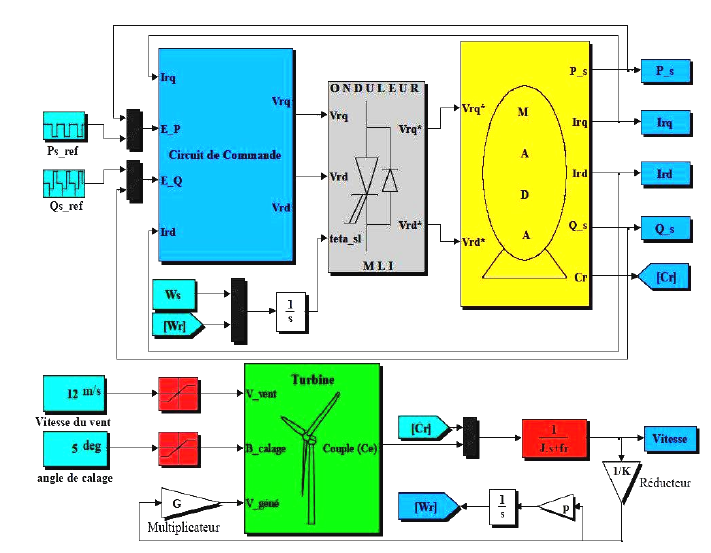 Irq
Vrq
E_P
Circuit de Commande
E_Q
Vrd
Ird
Ps_ref
Qs_ref
ONDULEUR
Vrq
Vrq*
Vrd
Vrd*
teta_sl
MLI
Vrq*
Vrd*
M
A
D
A
P_s
Irq
Ird
Q_s
Cr
P_s
Irq
Ird
Q_s
[Cr]
Ws
[Wr]
1
s
12 m/s
Vitesse du vent
5 deg
angle de calage
Turbine
V_vent
B_calage
Couple (Ce)
V_géné
G
Multiplicateur
[Cr]
1
J.s+fr
Vitesse
1/K
Réducteur
[Wr]
1
s
p